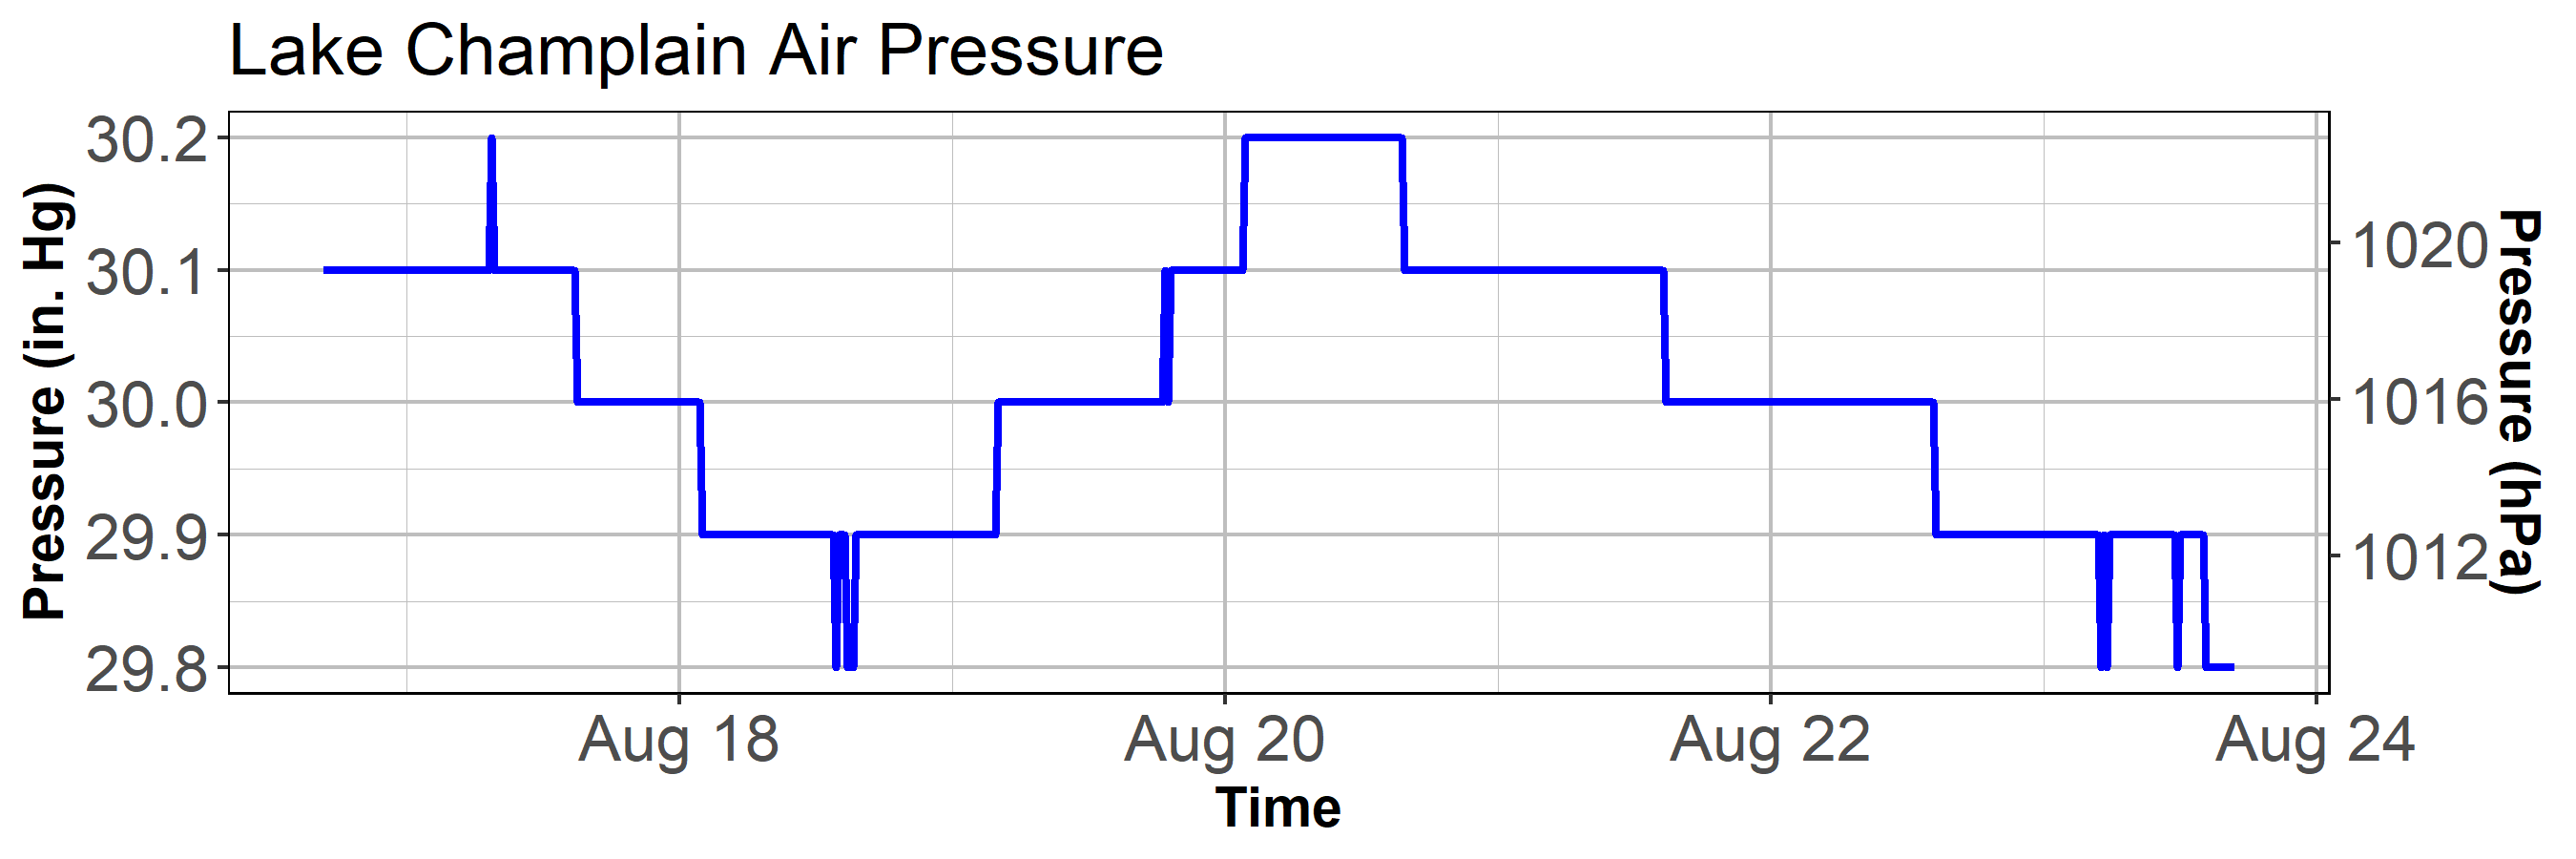 Lake Champlain Air Pressure
Pressure (in. Hg)
30.2
30.1
30.0
29.9
29.8
1020
1016
1012
Pressure (hPa)
Aug 18 Aug 20 Aug 22 Aug 24
Time